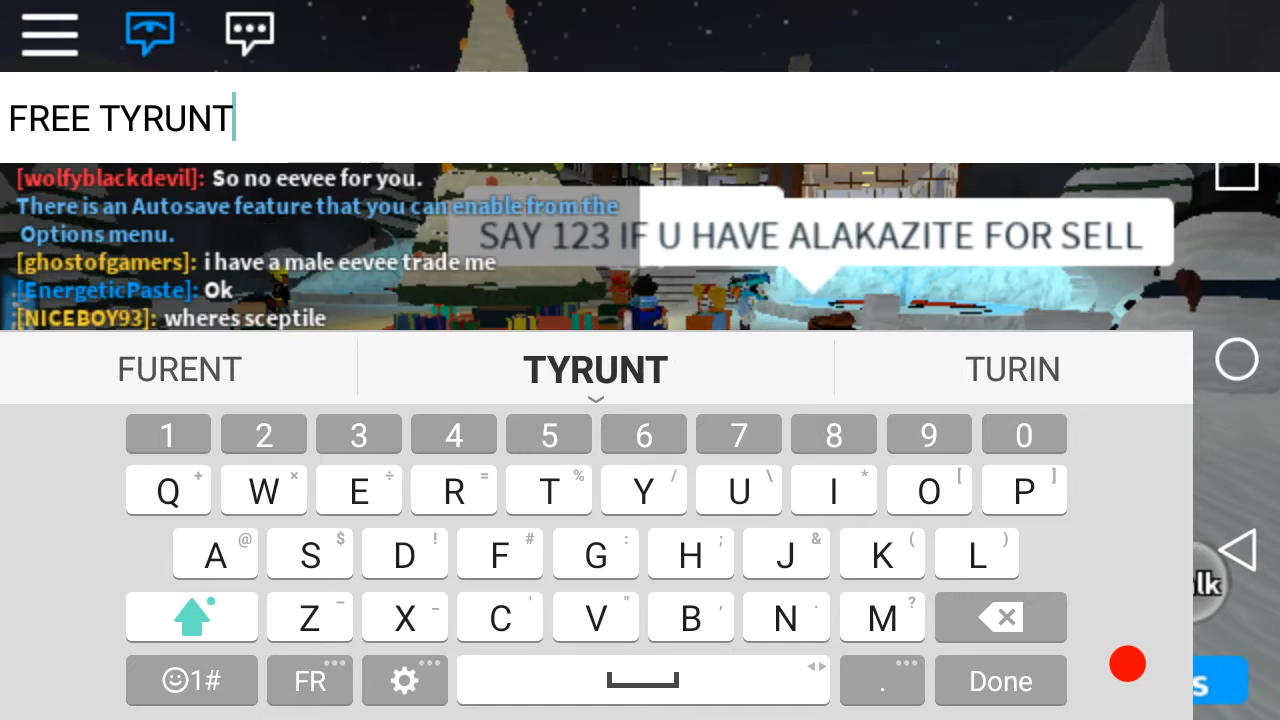 FREE TYRUNT
[wolfyblackdevil]: So no eevee for you.
There is an Autosave feature that you can enable from the
Options menu.
[ghostofgamers]: i have a male eevee trade me
[EnergeticPaste]: Ok
[NICEBOY93]: wheres sceptile
SAY 123 IF U HAVE ALAKAZITE FOR SELL
FURENT TYRUNT TURIN
1 2 3 4 5 6 7 8 9 0
Q + W × E ÷ R = T % Y / U \ I * O [ P ]
A @ S $ D ! F # G : H ; J & K ( L )
Z – X _ C ' V " B , N . M ?
1# FR ... ... . ... Done
lk
s